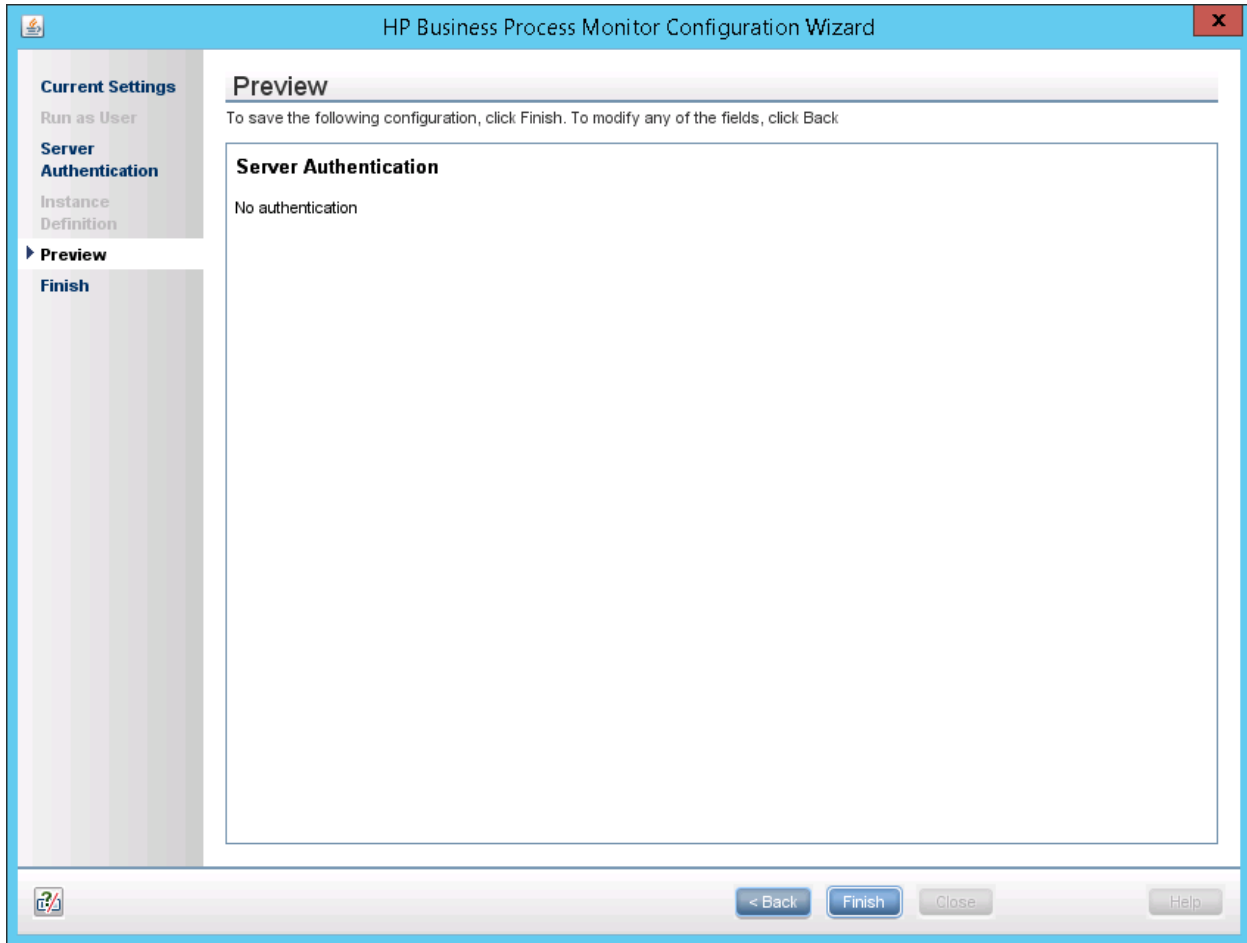 HP Business Process Monitor Configuration Wizard
X
Current Settings
Run as User
Server
Authentication
Instance
Definition
Preview
Finish
Preview
To save the following configuration, click Finish. To modify any of the fields, click Back
Server Authentication
No authentication
< Back
Finish
Close
Help